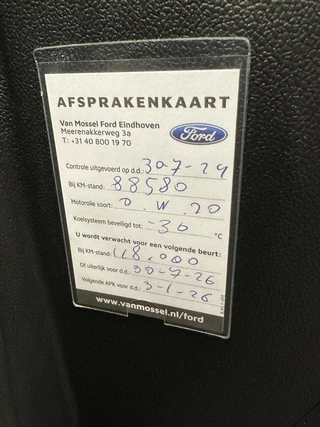 AFSPRAKENKAART
Van Mossel Ford Eindhoven
Meerenakkerweg 3a
T: +31 40 800 19 70
Ford
Controle uitgevoerd op d.d.: 30-7-24
Bij KM-stand: 88580
Motorolie soort: 0.W.20
Koelsysteem beveiligd tot: -30 °C
U wordt verwacht voor een volgende beurt:
Bij KM-stand: 118.000
Of uiterlijk voor d.d.: 30-7-26
Volgende APK voor d.d.: 3-1-26
www.vanmossel.nl/ford